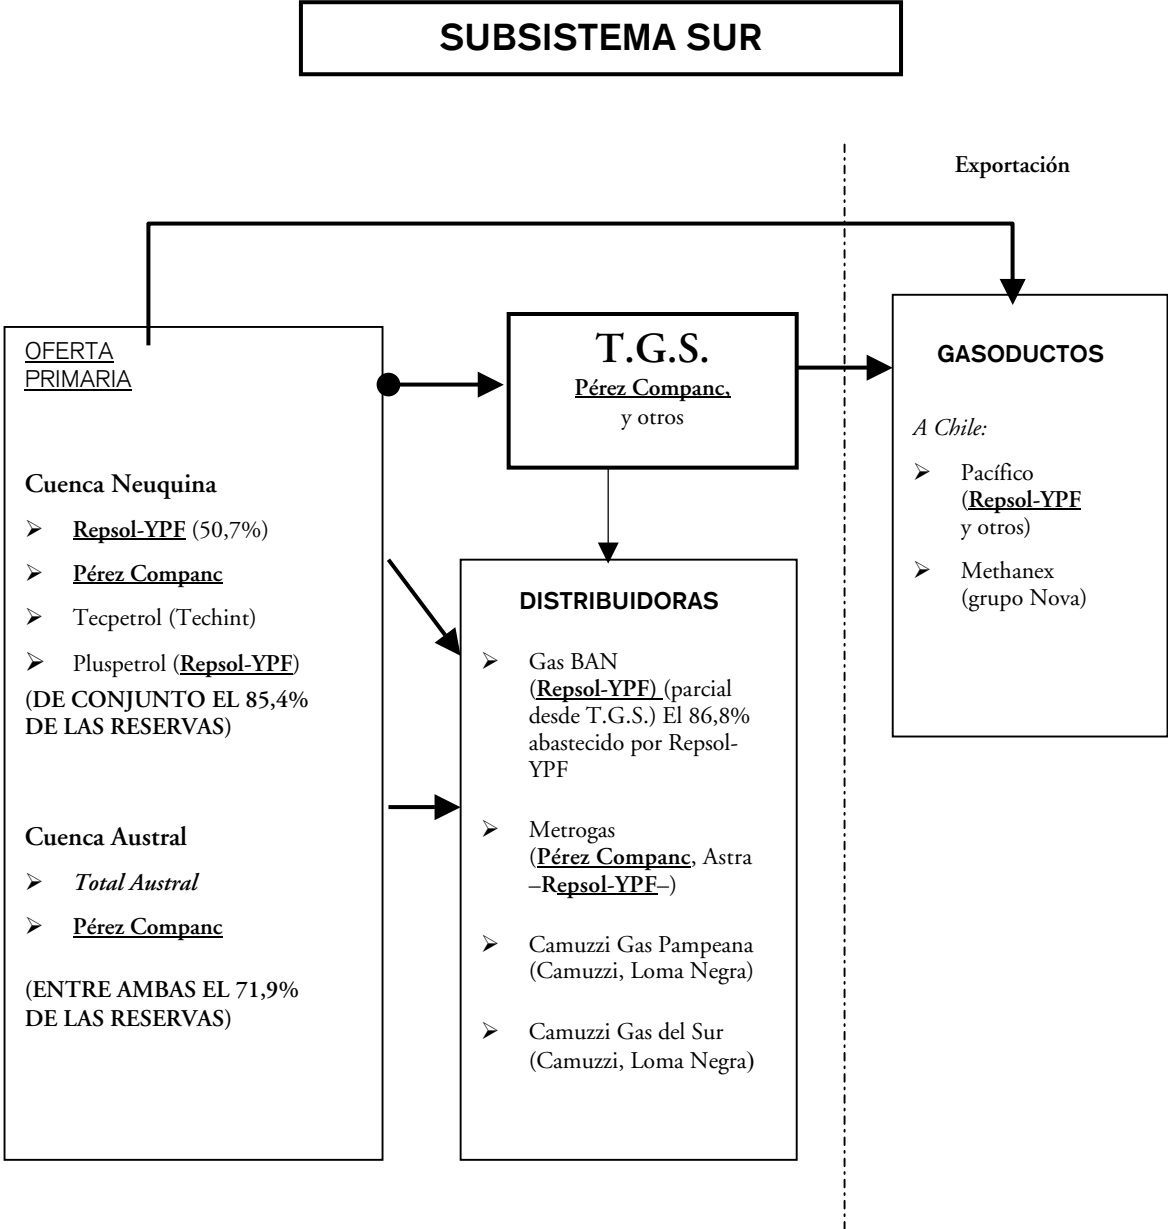 SUBSISTEMA SUR
Exportación
OFERTA
PRIMARIA
Cuenca Neuquina
➢ Repsol-YPF (50,7%)
➢ Pérez Companc
➢ Tecpetrol (Techint)
➢ Pluspetrol (Repsol-YPF)
(DE CONJUNTO EL 85,4%
DE LAS RESERVAS)
Cuenca Austral
➢ Total Austral
➢ Pérez Companc
(ENTRE AMBAS EL 71,9%
DE LAS RESERVAS)
T.G.S.
Pérez Companc,
y otros
DISTRIBUIDORAS
➢ Gas BAN
(Repsol-YPF) (parcial
desde T.G.S.) El 86,8%
abastecido por Repsol-
YPF
➢ Metrogas
(Pérez Companc, Astra
–Repsol-YPF–)
➢ Camuzzi Gas Pampeana
(Camuzzi, Loma Negra)
➢ Camuzzi Gas del Sur
(Camuzzi, Loma Negra)
GASODUCTOS
A Chile:
➢ Pacífico
(Repsol-YPF
y otros)
➢ Methanex
(grupo Nova)